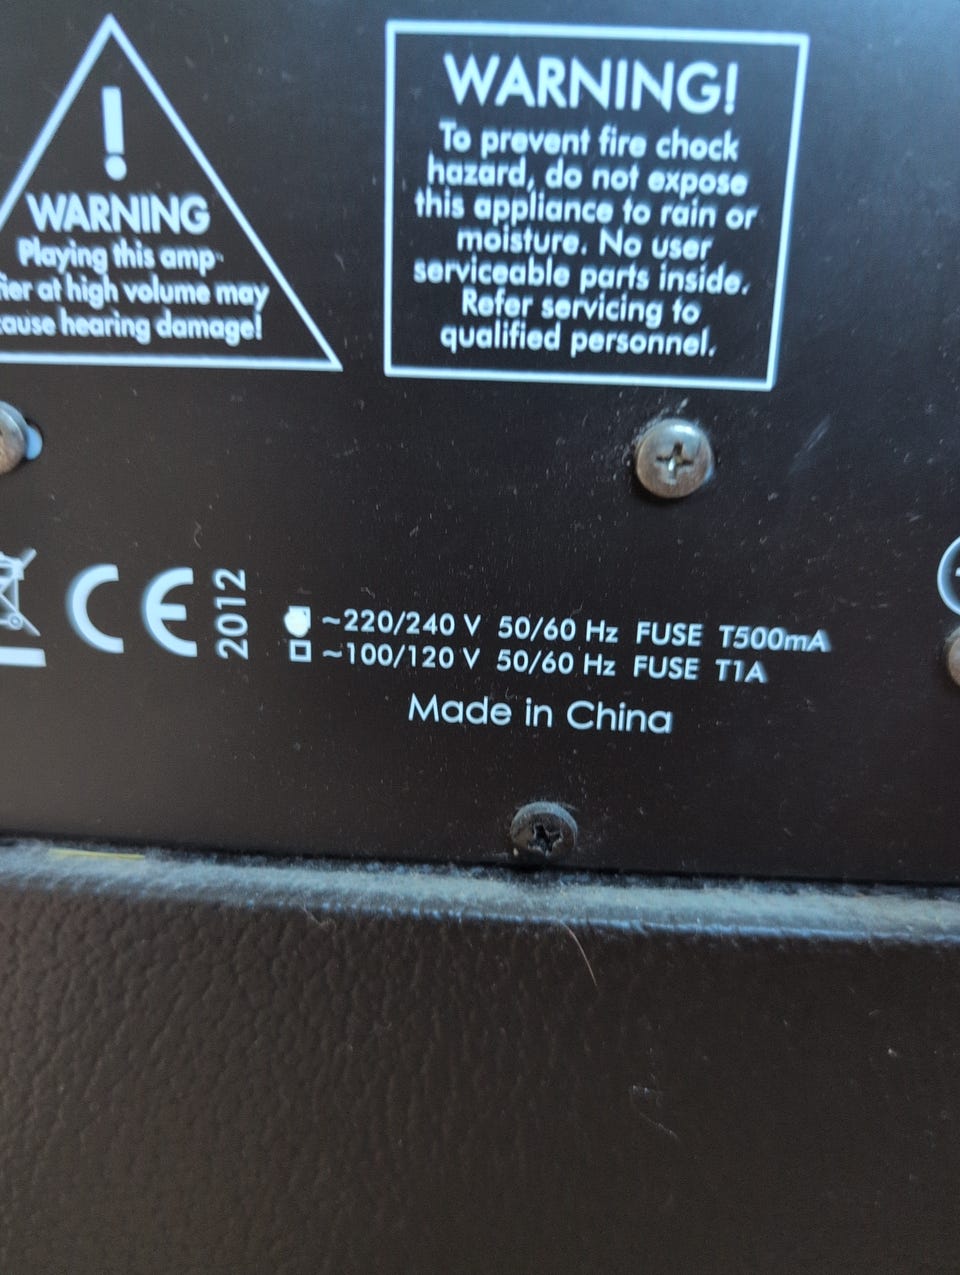 !
WARNING
Playing this amp-
fier at high volume may
cause hearing damage!
WARNING!
To prevent fire chock
hazard, do not expose
this appliance to rain or
moisture. No user
serviceable parts inside.
Refer servicing to
qualified personnel.
CE 2012
~220/240 V 50/60 Hz FUSE T500mA
~100/120 V 50/60 Hz FUSE T1A
Made in China